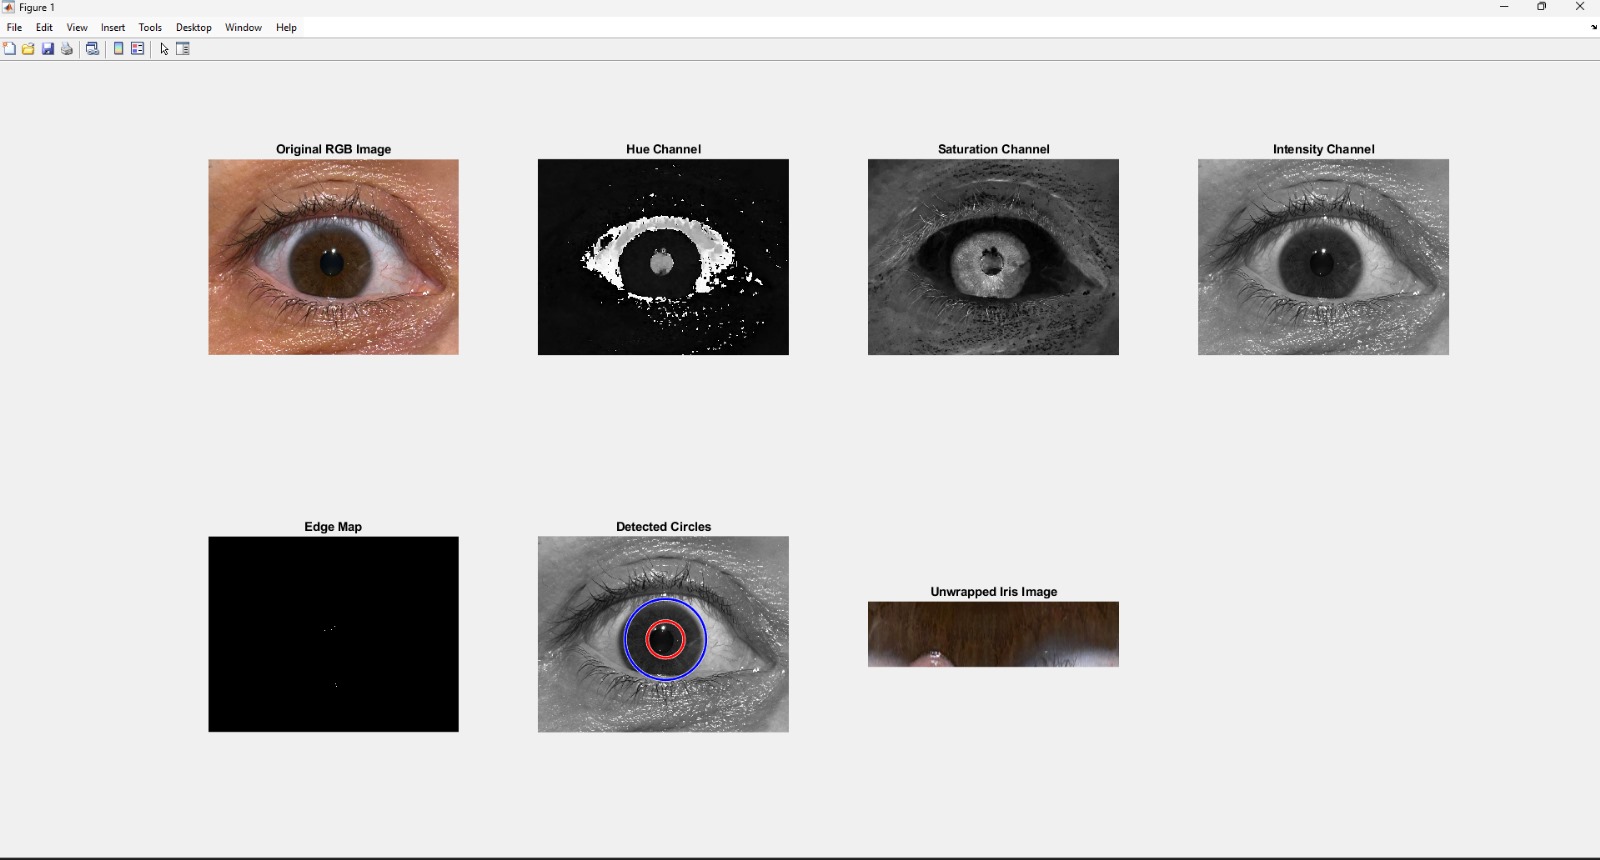 Figure 1
File Edit View Insert Tools Desktop Window Help
Original RGB Image
Hue Channel
Saturation Channel
Intensity Channel
Edge Map
Detected Circles
Unwrapped Iris Image